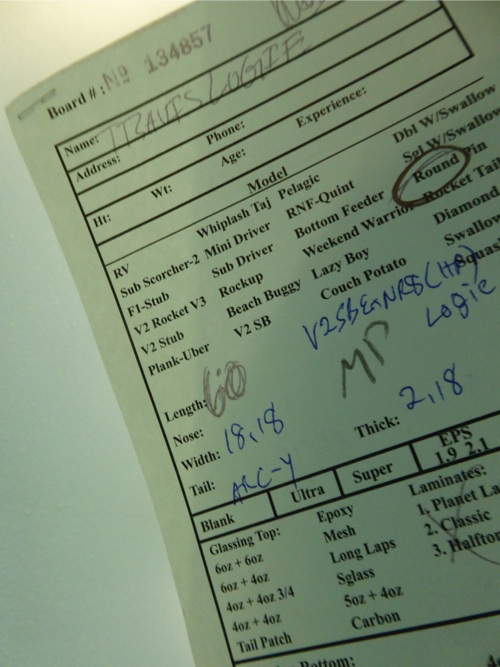 Board #: No 134857
Name: TRAVIS LOGIE
Address: Phone: Experience:
Ht: Wt: Age:
Model
Dbl W/Swallow
Sgl W/Swallow
Round Pin
Rocket Tail
Diamond
Swallow
Squash
RV Whiplash Taj Pelagic
Sub Scorcher-2 Mini Driver RNF-Quint
F1-Stub Sub Driver Bottom Feeder
V2 Rocket V3 Rockup Weekend Warrior
V2 Stub Beach Buggy Lazy Boy
Plank-Uber V2 SB Couch Potato
Logie
Length: 60
Nose:
Width: 18.18 Thick: 2.18
Tail: ARC-Y
Blank Ultra Super EPS 1.9 2.1
Glassing Top: Epoxy Laminates:
6oz + 6oz Mesh 1. Planet La
6oz + 4oz Long Laps 2. Classic
4oz + 4oz 3/4 Sglass 3. Halfton
4oz + 4oz 5oz + 4oz
Tail Patch Carbon
Bottom: